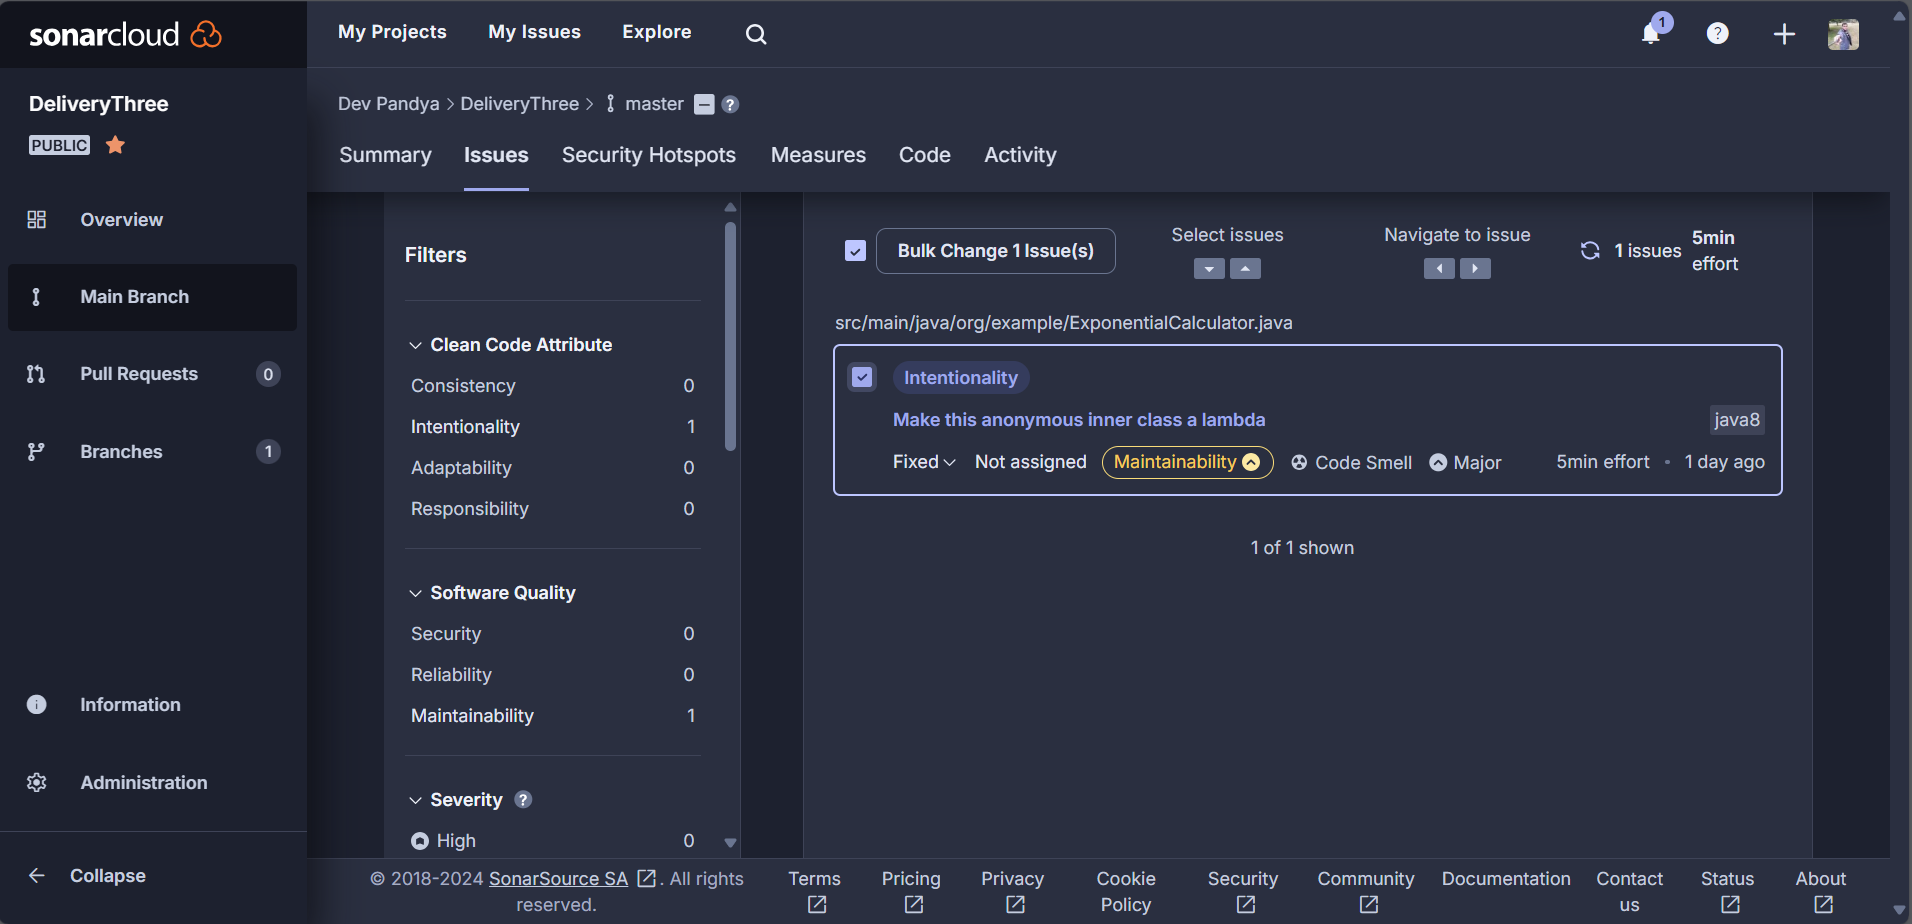 sonarcloud
My Projects
My Issues
Explore
1
?
DeliveryThree
PUBLIC
Overview
Main Branch
Pull Requests 0
Branches 1
Information
Administration
Collapse
Dev Pandya > DeliveryThree > master ?
Summary
Issues
Security Hotspots
Measures
Code
Activity
Filters
Clean Code Attribute
Consistency 0
Intentionality 1
Adaptability 0
Responsibility 0
Software Quality
Security 0
Reliability 0
Maintainability 1
Severity ?
High 0
Bulk Change 1 Issue(s)
Select issues
Navigate to issue
1 issues
5min
effort
src/main/java/org/example/ExponentialCalculator.java
Intentionality
Make this anonymous inner class a lambda
java8
Fixed
Not assigned
Maintainability
Code Smell
Major
5min effort • 1 day ago
1 of 1 shown
© 2018-2024 SonarSource SA . All rights
reserved.
Terms
Pricing
Privacy
Cookie
Policy
Security
Community
Documentation
Contact
us
Status
About